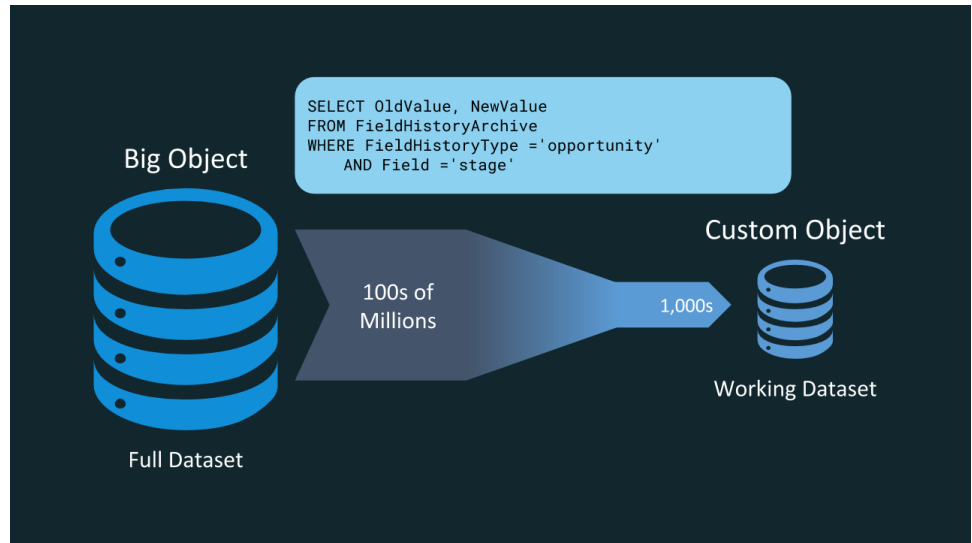 SELECT OldValue, NewValue
FROM FieldHistoryArchive
WHERE FieldHistoryType ='opportunity'
AND Field ='stage'
Big Object
Custom Object
100s of
Millions
1,000s
Working Dataset
Full Dataset